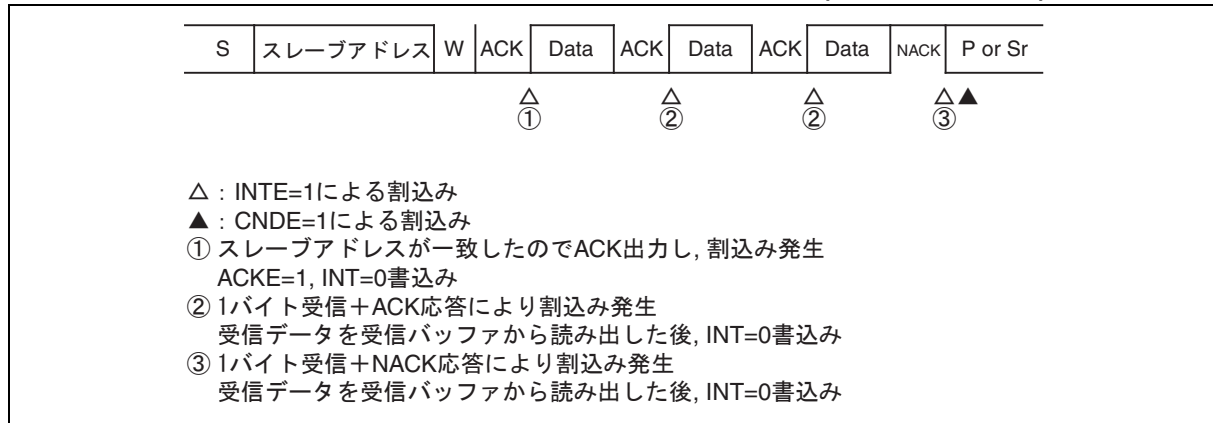 S スレーブアドレス W ACK Data ACK Data ACK Data NACK P or Sr
△ △ △ △▲
① ② ② ③
△：INTE=1による割込み
▲：CNDE=1による割込み
① スレーブアドレスが一致したのでACK出力し, 割込み発生
ACKE=1, INT=0書込み
② 1バイト受信＋ACK応答により割込み発生
受信データを受信バッファから読み出した後, INT=0書込み
③ 1バイト受信＋NACK応答により割込み発生
受信データを受信バッファから読み出した後, INT=0書込み